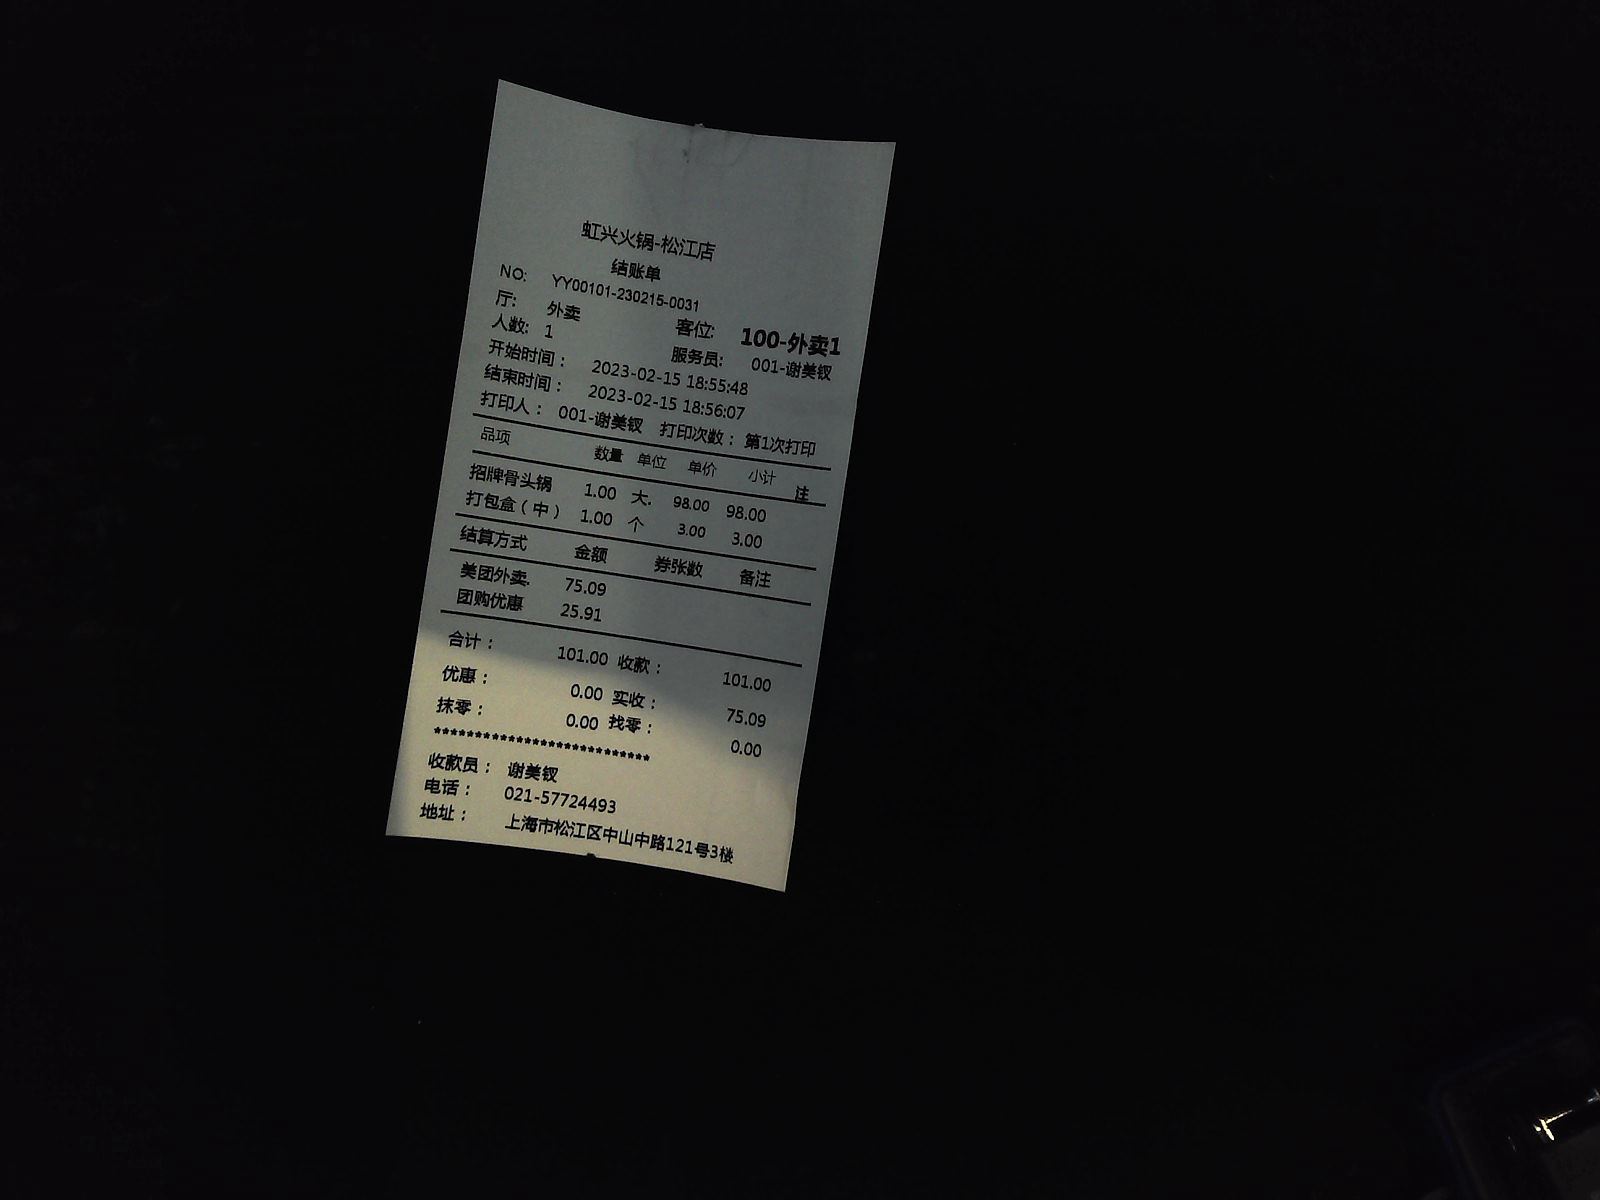 虹兴火锅-松江店
结账单
NO: YY00101-230215-0031
厅: 外卖 客位: 100-外卖1
人数: 1 服务员: 001-谢美钗
开始时间： 2023-02-15 18:55:48
结束时间： 2023-02-15 18:56:07
打印人： 001-谢美钗 打印次数： 第1次打印
品项 数量 单位 单价 小计 注
招牌骨头锅 1.00 大. 98.00 98.00
打包盒（中） 1.00 个 3.00 3.00
结算方式 金额 券张数 备注
美团外卖. 75.09
团购优惠 25.91
合计： 101.00 收款： 101.00
优惠： 0.00 实收： 75.09
抹零： 0.00 找零： 0.00
***************************
收款员： 谢美钗
电话： 021-57724493
地址： 上海市松江区中山中路121号3楼